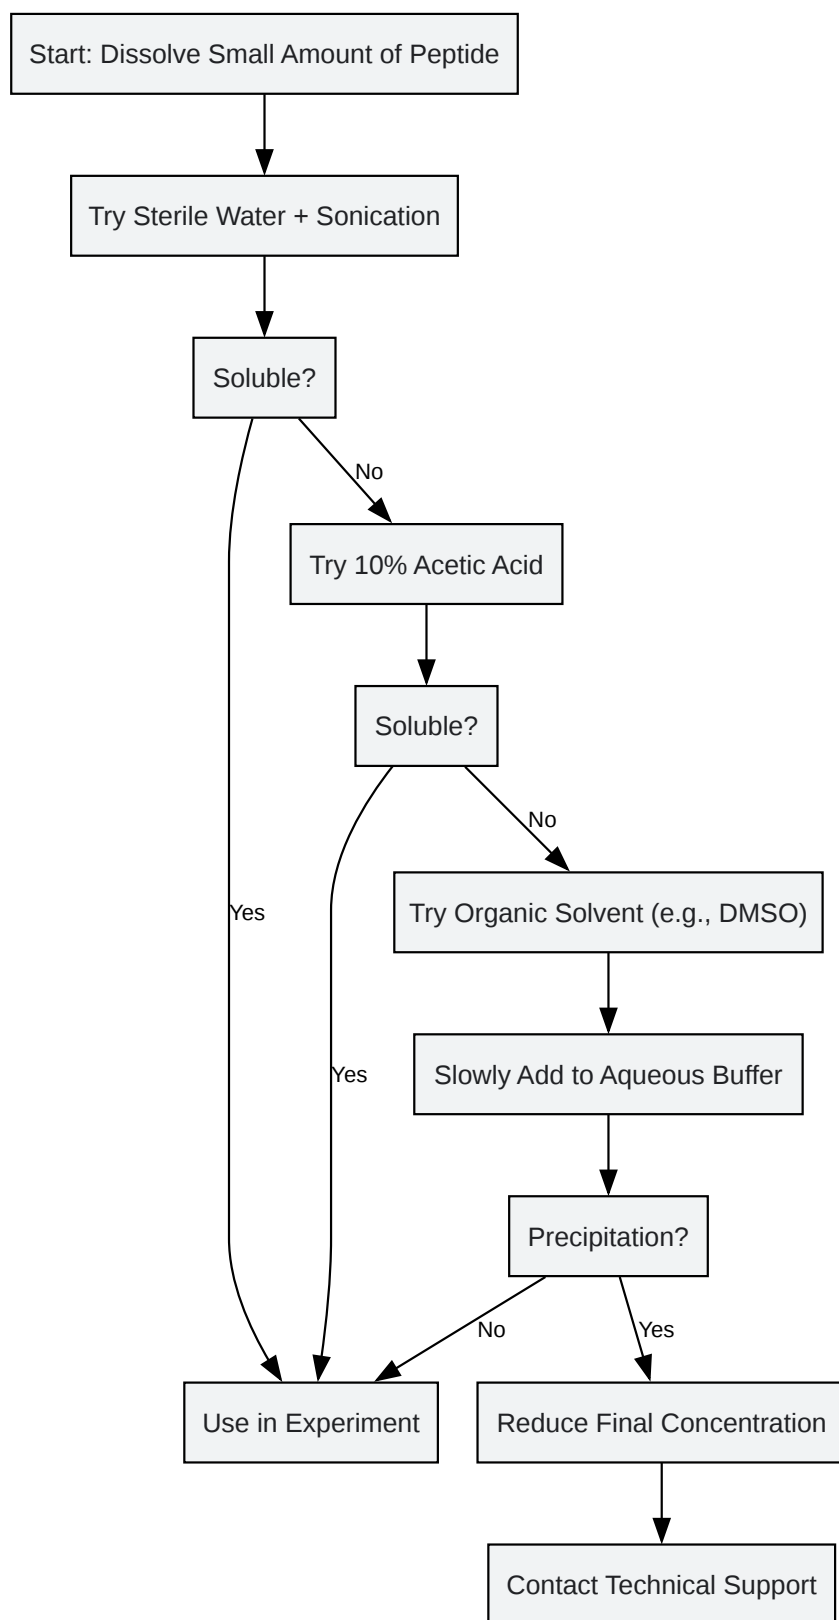 Start: Dissolve Small Amount of Peptide
Try Sterile Water + Sonication
Soluble?
No
Try 10% Acetic Acid
Soluble?
No
Try Organic Solvent (e.g., DMSO)
Yes
Slowly Add to Aqueous Buffer
Yes
Precipitation?
No
Yes
Use in Experiment
Reduce Final Concentration
Contact Technical Support